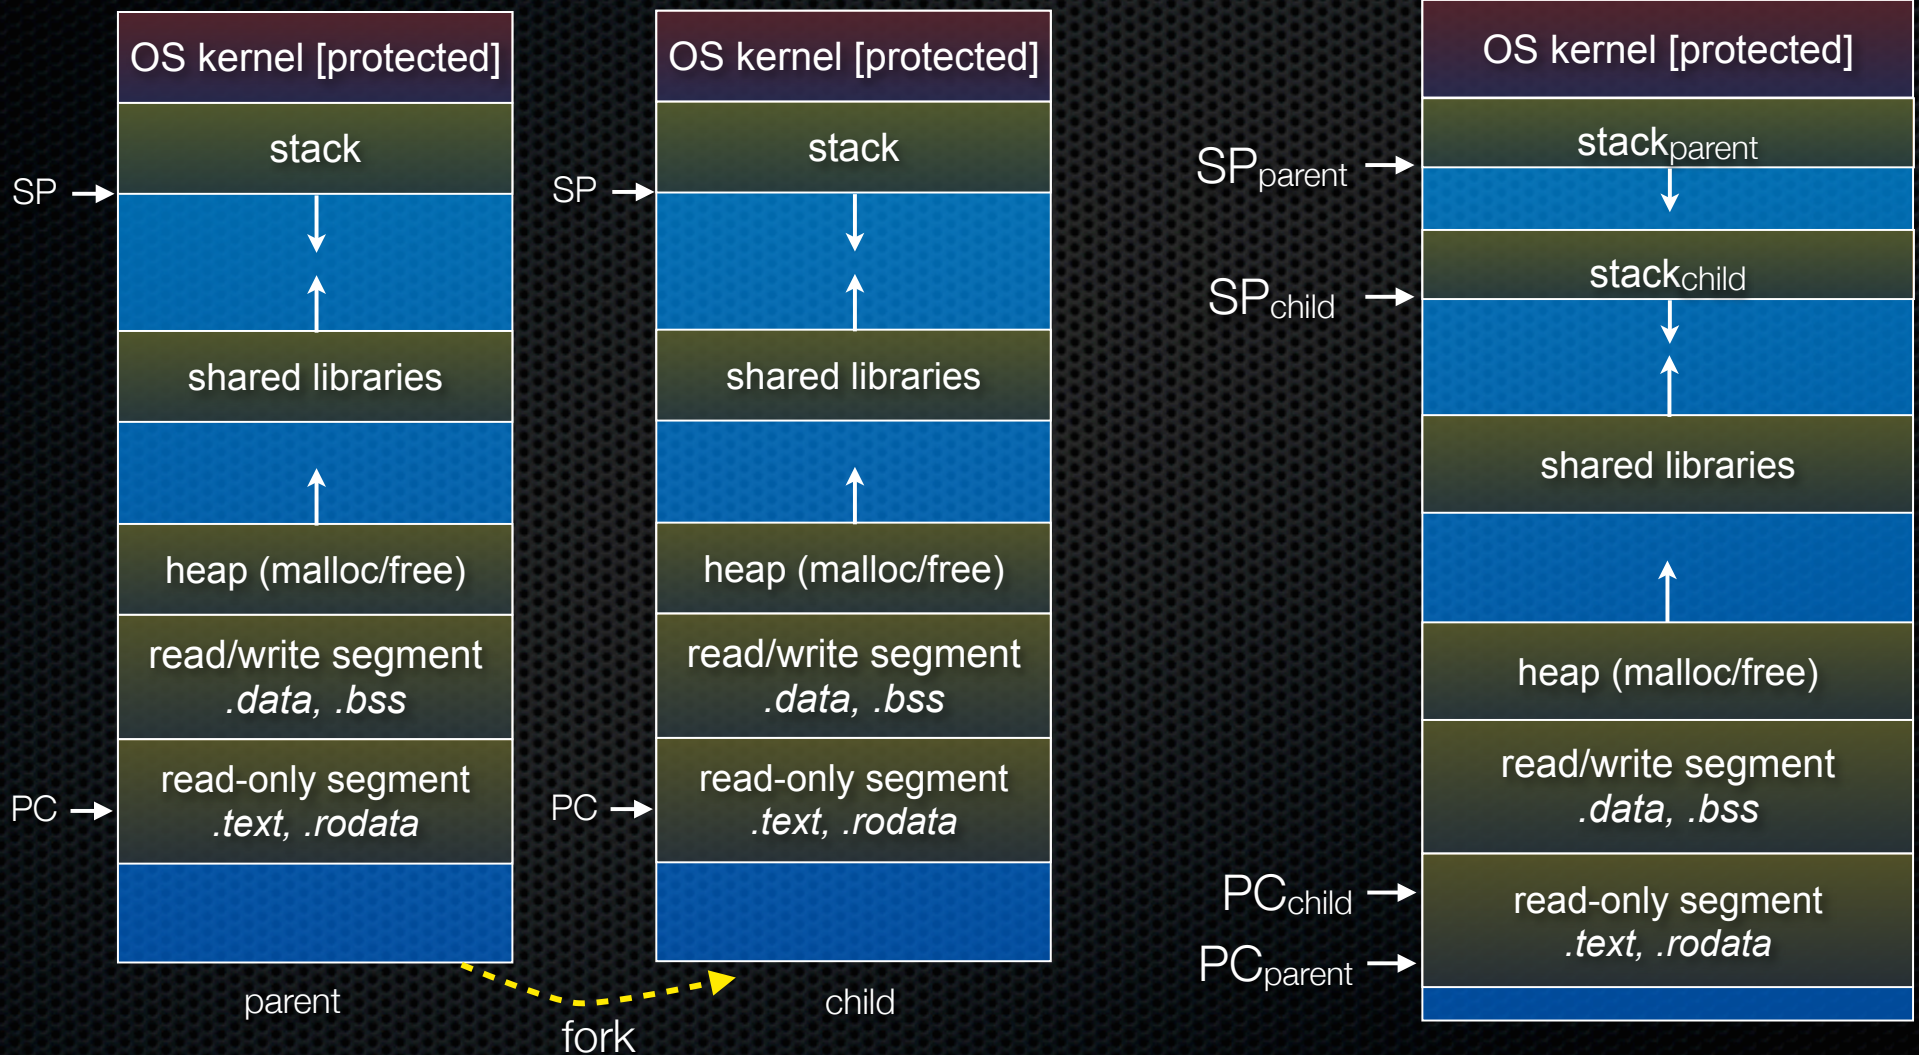 OS kernel [protected]
stack
SP
shared libraries
heap (malloc/free)
read/write segment
.data, .bss
read-only segment
.text, .rodata
PC
parent
fork
OS kernel [protected]
stack
SP
shared libraries
heap (malloc/free)
read/write segment
.data, .bss
read-only segment
.text, .rodata
PC
child
OS kernel [protected]
stackparent
SPparent
stackchild
SPchild
shared libraries
heap (malloc/free)
read/write segment
.data, .bss
PCchild
read-only segment
.text, .rodata
PCparent